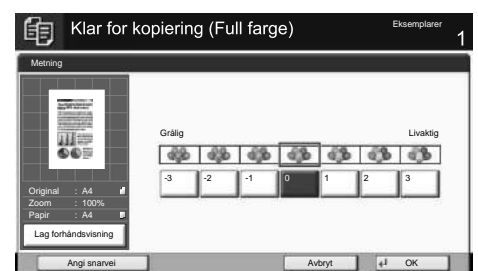 Klar for kopiering (Full farge)
Eksemplarer
1
Metning
Grålig
Livaktig
-3 -2 -1 0 1 2 3
Original : A4
Zoom : 100%
Papir : A4
Lag forhåndsvisning
Angi snarvei
Avbryt
OK